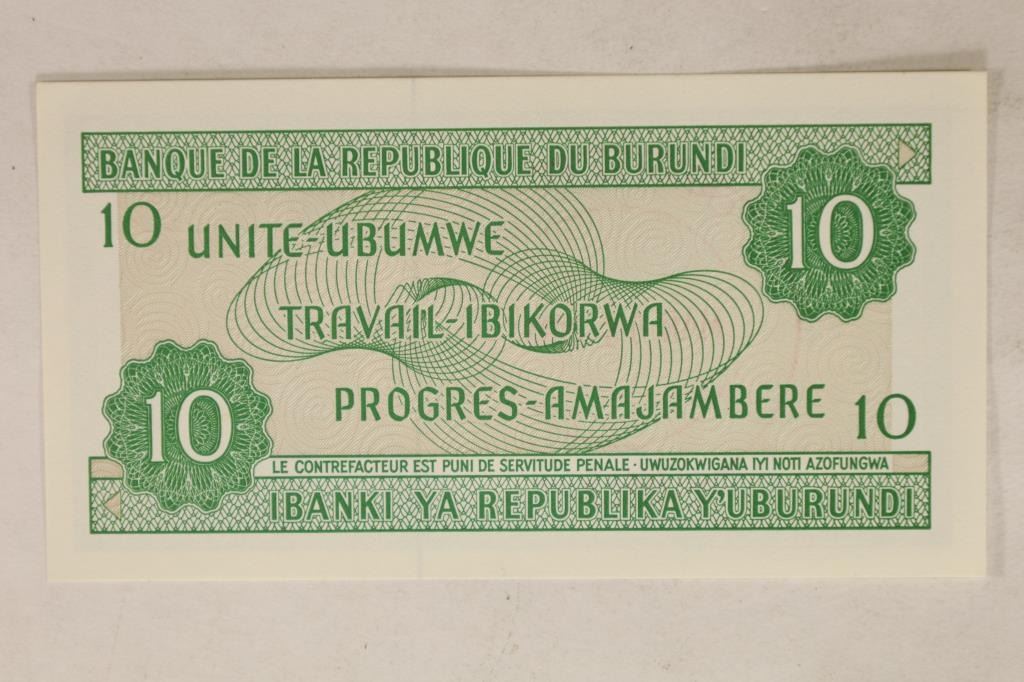 BANQUE DE LA REPUBLIQUE DU BURUNDI
10
10
UNITE-UBUMWE
TRAVAIL-IBIKORWA
PROGRES-AMAJAMBERE
10
10
LE CONTREFACTEUR EST PUNI DE SERVITUDE PENALE · UWUZOKWIGANA IYI NOTI AZOFUNGWA
IBANKI YA REPUBLIKA Y'UBURUNDI